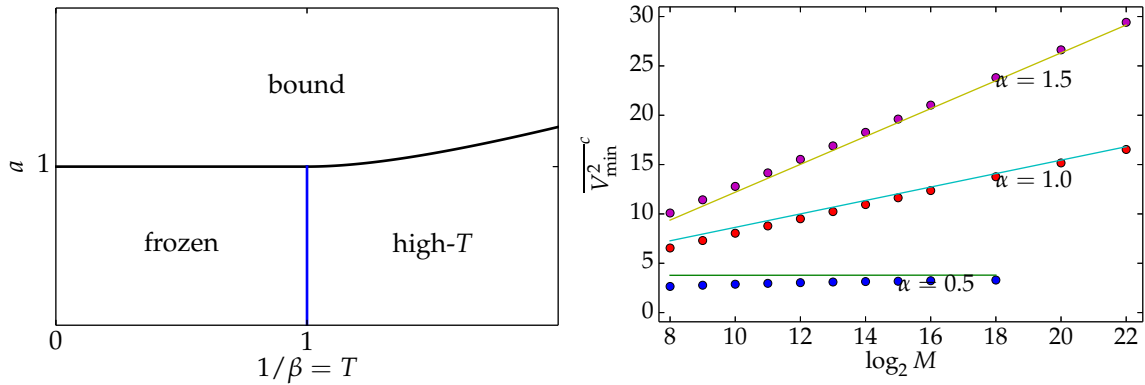 bound
a
1
frozen
high-T
0
1
1/β = T
30
25
20
15
10
5
0
V²min^c
α = 1.5
α = 1.0
α = 0.5
8 10 12 14 16 18 20 22
log₂ M